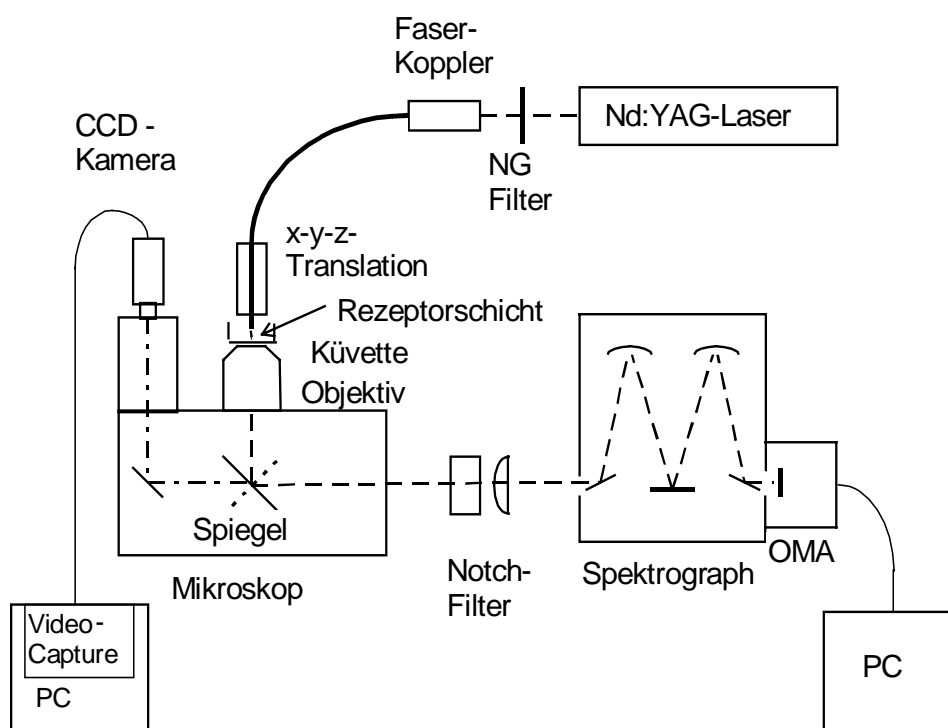 Faser-
Koppler
Nd:YAG-Laser
CCD -
Kamera
NG
Filter
x-y-z-
Translation
Rezeptorschicht
Küvette
Objektiv
Spiegel
Mikroskop
Notch-
Filter
Spektrograph
OMA
Video-
Capture
PC
PC